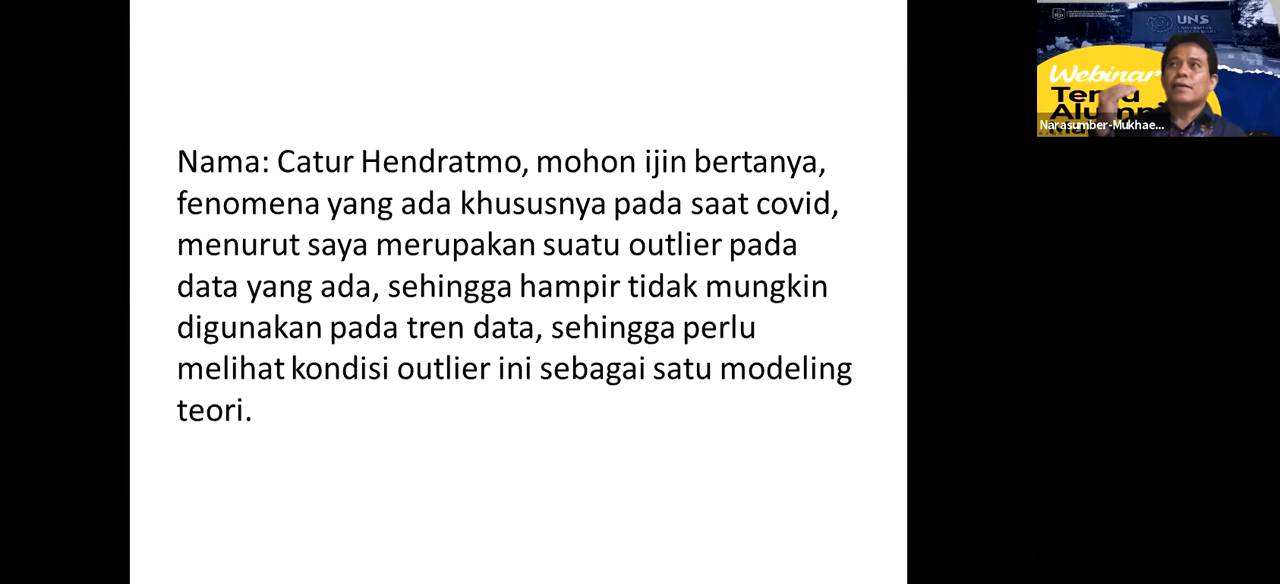 Nama: Catur Hendratmo, mohon ijin bertanya,
fenomena yang ada khususnya pada saat covid,
menurut saya merupakan suatu outlier pada
data yang ada, sehingga hampir tidak mungkin
digunakan pada tren data, sehingga perlu
melihat kondisi outlier ini sebagai satu modeling
teori.
UNS
Webinar
Narasumber-Mukhae...